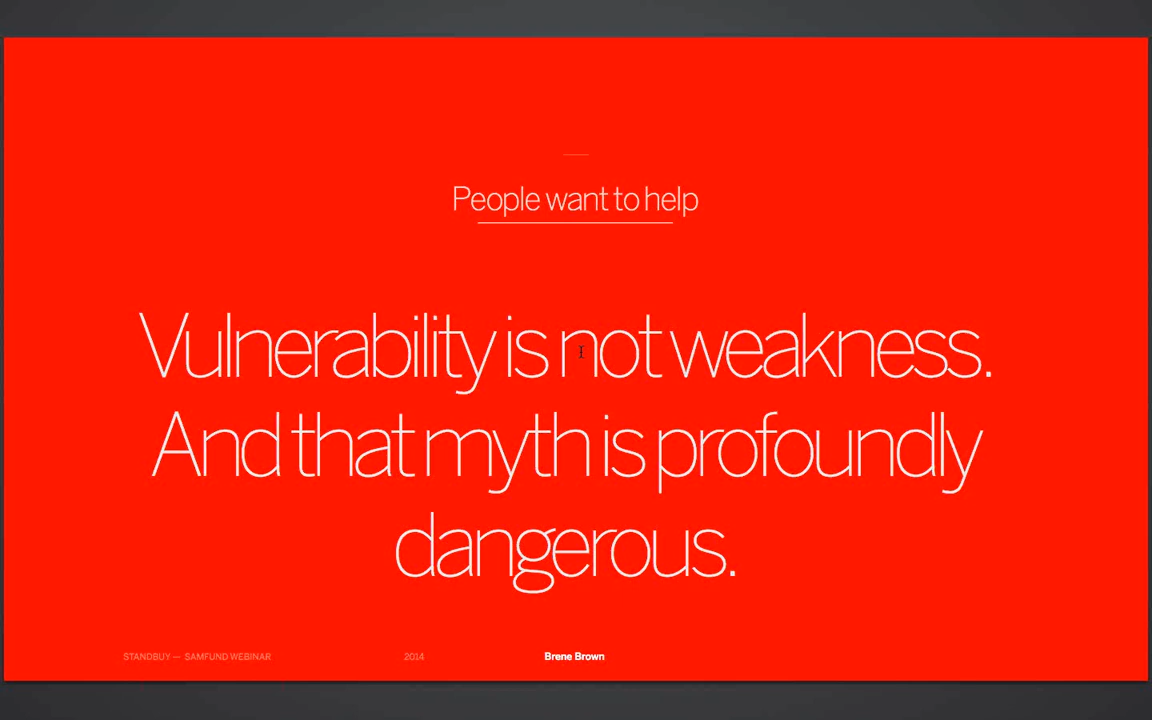 People want to help
Vulnerability is not weakness.
And that myth is profoundly
dangerous.
STANDBUY — SAMFUND WEBINAR 2014 Brene Brown